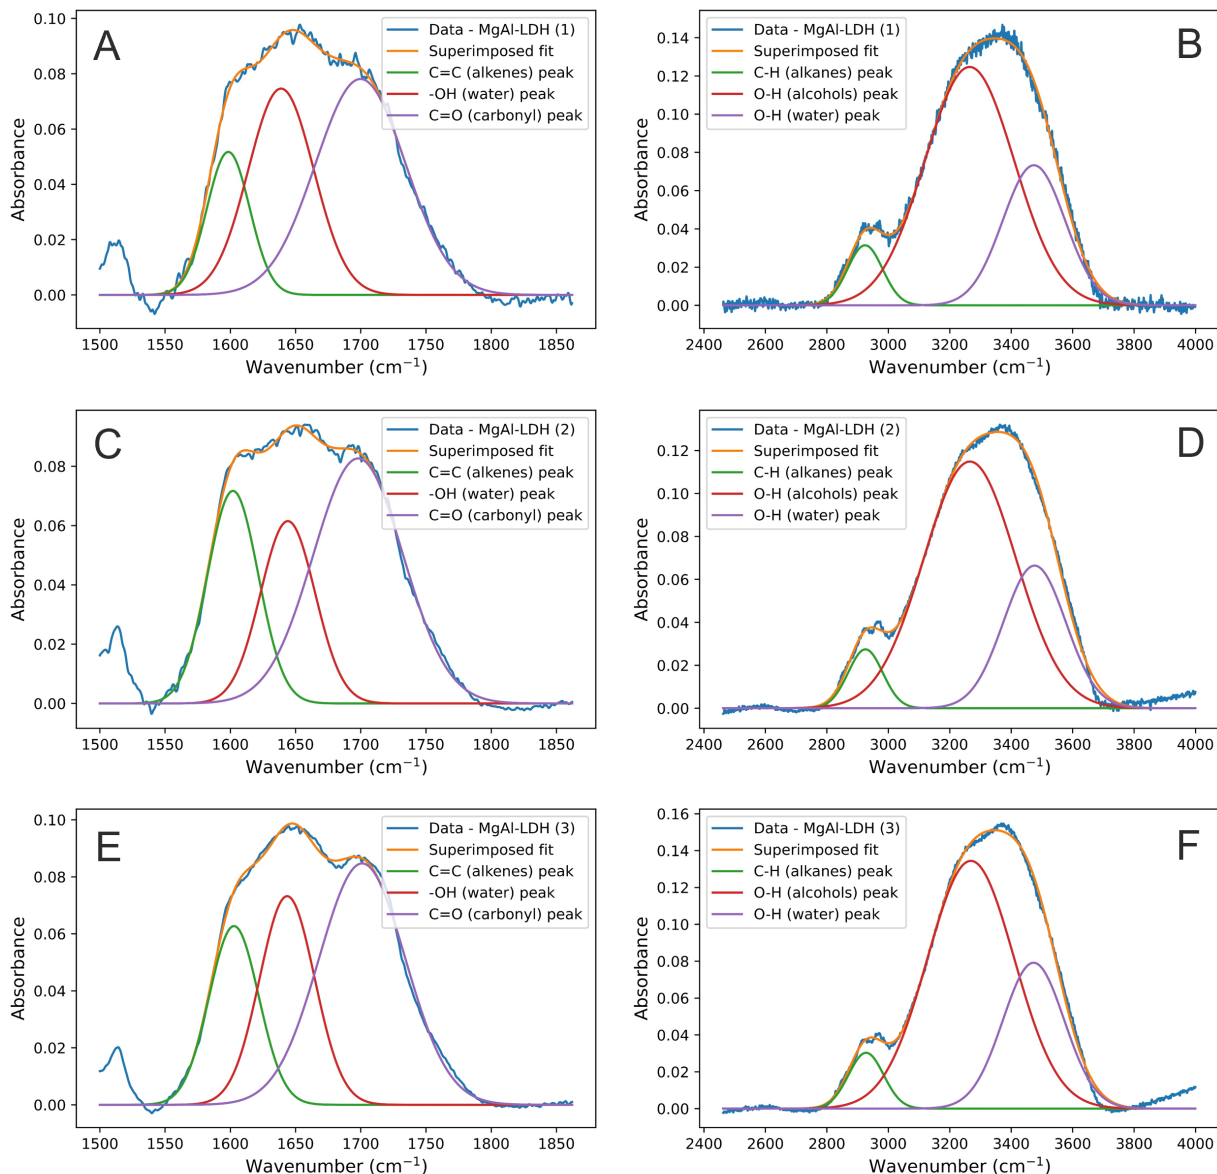 A
Data - MgAl-LDH (1)
Superimposed fit
C=C (alkenes) peak
-OH (water) peak
C=O (carbonyl) peak
0.10
0.08
0.06
0.04
0.02
0.00
Absorbance
1500 1550 1600 1650 1700 1750 1800 1850
Wavenumber (cm⁻¹)
B
Data - MgAl-LDH (1)
Superimposed fit
C-H (alkanes) peak
O-H (alcohols) peak
O-H (water) peak
0.14
0.12
0.10
0.08
0.06
0.04
0.02
0.00
Absorbance
2400 2600 2800 3000 3200 3400 3600 3800 4000
Wavenumber (cm⁻¹)
C
Data - MgAl-LDH (2)
Superimposed fit
C=C (alkenes) peak
-OH (water) peak
C=O (carbonyl) peak
0.08
0.06
0.04
0.02
0.00
Absorbance
1500 1550 1600 1650 1700 1750 1800 1850
Wavenumber (cm⁻¹)
D
Data - MgAl-LDH (2)
Superimposed fit
C-H (alkanes) peak
O-H (alcohols) peak
O-H (water) peak
0.12
0.10
0.08
0.06
0.04
0.02
0.00
Absorbance
2400 2600 2800 3000 3200 3400 3600 3800 4000
Wavenumber (cm⁻¹)
E
Data - MgAl-LDH (3)
Superimposed fit
C=C (alkenes) peak
-OH (water) peak
C=O (carbonyl) peak
0.10
0.08
0.06
0.04
0.02
0.00
Absorbance
1500 1550 1600 1650 1700 1750 1800 1850
Wavenumber (cm⁻¹)
F
Data - MgAl-LDH (3)
Superimposed fit
C-H (alkanes) peak
O-H (alcohols) peak
O-H (water) peak
0.16
0.14
0.12
0.10
0.08
0.06
0.04
0.02
0.00
Absorbance
2400 2600 2800 3000 3200 3400 3600 3800 4000
Wavenumber (cm⁻¹)